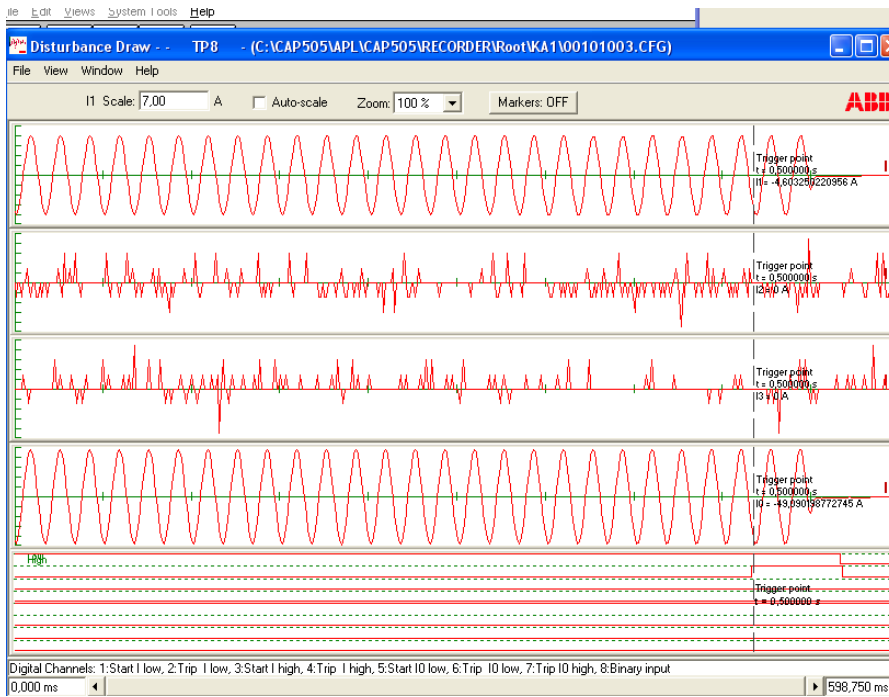 ile Edit Views System Tools Help
Disturbance Draw - - TP8 - (C:\CAP505\APL\CAP505\RECORDER\Root\KA1\00101003.CFG)
File View Window Help
I1 Scale: 7,00 A Auto-scale Zoom: 100 % Markers: OFF ABB
Trigger point
t = 0,500000 s
I1= -4,603250220956 A
Trigger point
t = 0,500000 s
I2= 0 A
Trigger point
t = 0,500000 s
I3= 0 A
Trigger point
t = 0,500000 s
I0= -49,090198772745 A
High
Trigger point
t = 0,500000 s
Digital Channels: 1:Start I low, 2:Trip I low, 3:Start I high, 4:Trip I high, 5:Start I0 low, 6:Trip I0 low, 7:Trip I0 high, 8:Binary input
0,000 ms 598,750 ms